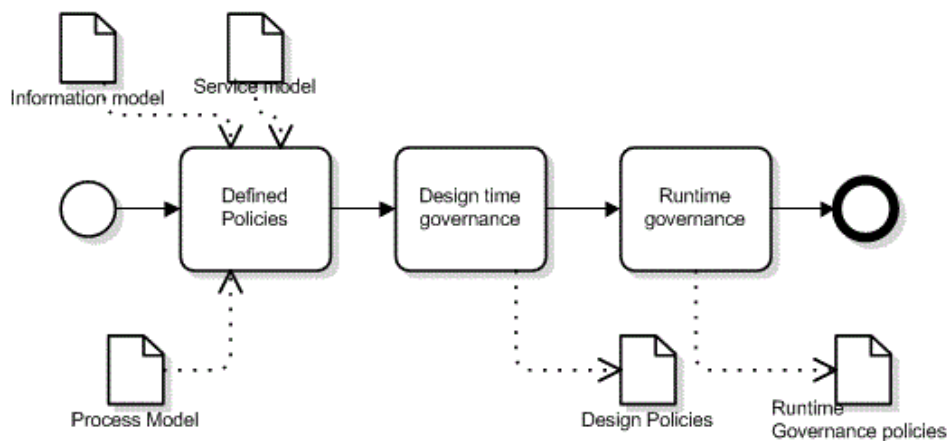 Information model
Service model
Defined
Policies
Design time
governance
Runtime
governance
Process Model
Design Policies
Runtime
Governance policies